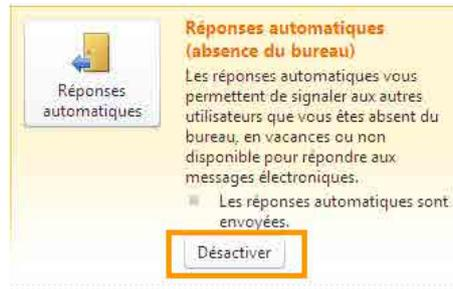 Réponses
automatiques
Réponses automatiques
(absence du bureau)
Les réponses automatiques vous
permettent de signaler aux autres
utilisateurs que vous êtes absent du
bureau, en vacances ou non
disponible pour répondre aux
messages électroniques.
Les réponses automatiques sont
envoyées.
Désactiver